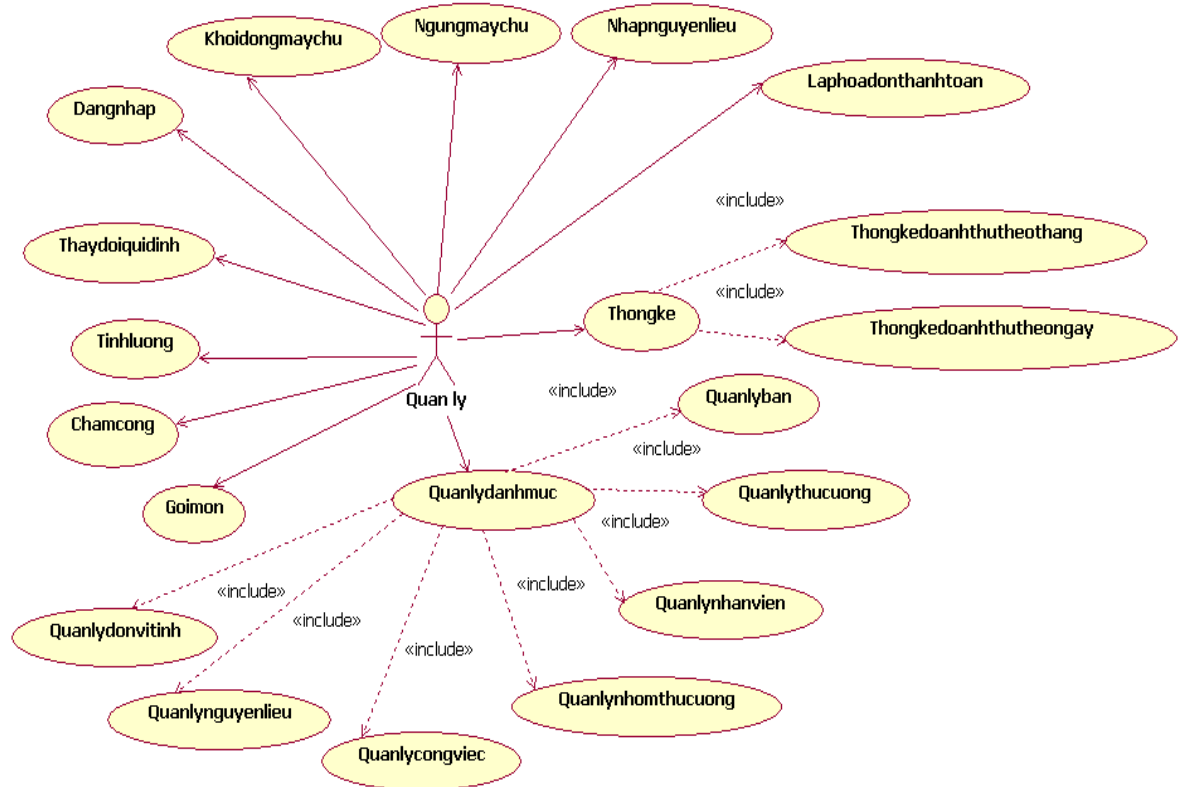 Ngungmaychu
Nhapnguyenlieu
Khoidongmaychu
Laphoadonthanhtoan
Dangnhap
«include»
Thongkedoanhthutheothang
Thaydoiquidinh
«include»
Thongke
Thongkedoanhthutheongay
Tinhluong
«include»
Quan ly
Quanlyban
Chamcong
«include»
Quanlydanhmuc
Quanlythucuong
Goimon
«include»
«include»
«include»
«include»
«include»
Quanlynhanvien
Quanlydonvitinh
Quanlynhomthucuong
Quanlynguyenlieu
Quanlycongviec